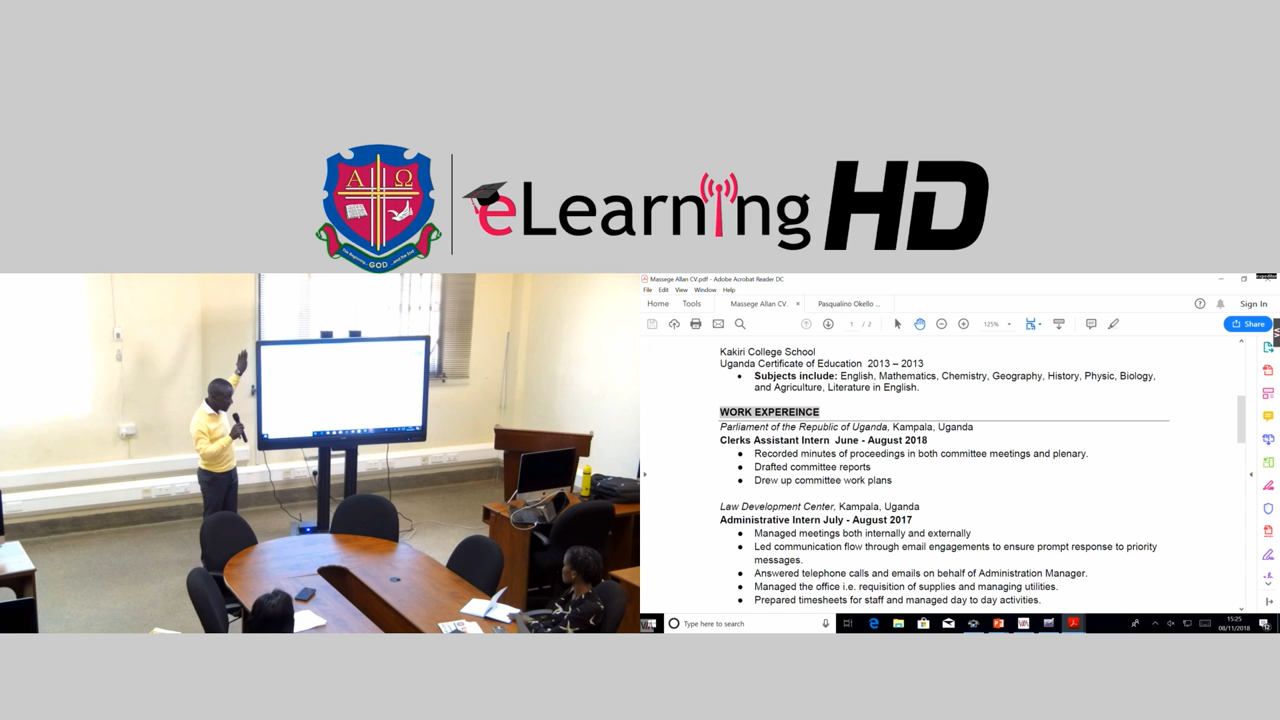 A Ω
The Beginning... ...and the End
GOD
eLearning HD
Massege Allan CV.pdf - Adobe Acrobat Reader DC
File Edit View Window Help
Home Tools Massege Allan CV. × Pasqualino Okello ... Sign In
1 / 2 125% Share
Kakiri College School
Uganda Certificate of Education 2013 – 2013
• Subjects include: English, Mathematics, Chemistry, Geography, History, Physic, Biology,
and Agriculture, Literature in English.
WORK EXPEREINCE
Parliament of the Republic of Uganda, Kampala, Uganda
Clerks Assistant Intern June - August 2018
• Recorded minutes of proceedings in both committee meetings and plenary.
• Drafted committee reports
• Drew up committee work plans
Law Development Center, Kampala, Uganda
Administrative Intern July - August 2017
• Managed meetings both internally and externally
• Led communication flow through email engagements to ensure prompt response to priority
messages.
• Answered telephone calls and emails on behalf of Administration Manager.
• Managed the office i.e. requisition of supplies and managing utilities.
• Prepared timesheets for staff and managed day to day activities.
Type here to search
15:25
08/11/2018